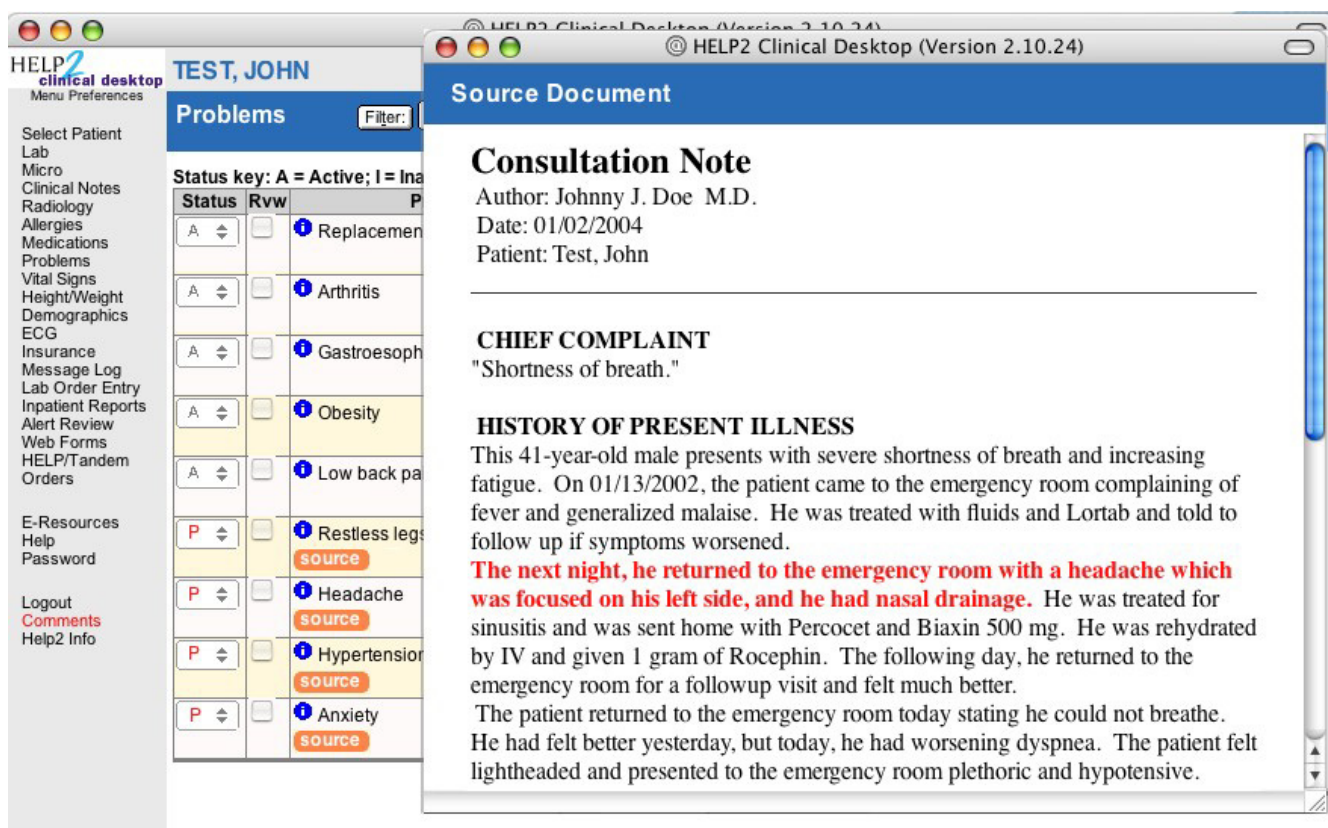 @ HELP2 Clinical Desktop (Version 2.10.24)
@ HELP2 Clinical Desktop (Version 2.10.24)
HELP2
clinical desktop
Menu Preferences
Select Patient
Lab
Micro
Clinical Notes
Radiology
Allergies
Medications
Problems
Vital Signs
Height/Weight
Demographics
ECG
Insurance
Message Log
Lab Order Entry
Inpatient Reports
Alert Review
Web Forms
HELP/Tandem
Orders
E-Resources
Help
Password
Logout
Comments
Help2 Info
TEST, JOHN
Problems Filter:
Status key: A = Active; I = Ina
Status Rvw P
A i Replacemen
A i Arthritis
A i Gastroesoph
A i Obesity
A i Low back pa
P i Restless legs
source
P i Headache
source
P i Hypertension
source
P i Anxiety
source
Source Document
Consultation Note
Author: Johnny J. Doe M.D.
Date: 01/02/2004
Patient: Test, John
CHIEF COMPLAINT
"Shortness of breath."
HISTORY OF PRESENT ILLNESS
This 41-year-old male presents with severe shortness of breath and increasing
fatigue. On 01/13/2002, the patient came to the emergency room complaining of
fever and generalized malaise. He was treated with fluids and Lortab and told to
follow up if symptoms worsened.
The next night, he returned to the emergency room with a headache which
was focused on his left side, and he had nasal drainage. He was treated for
sinusitis and was sent home with Percocet and Biaxin 500 mg. He was rehydrated
by IV and given 1 gram of Rocephin. The following day, he returned to the
emergency room for a followup visit and felt much better.
The patient returned to the emergency room today stating he could not breathe.
He had felt better yesterday, but today, he had worsening dyspnea. The patient felt
lightheaded and presented to the emergency room plethoric and hypotensive.